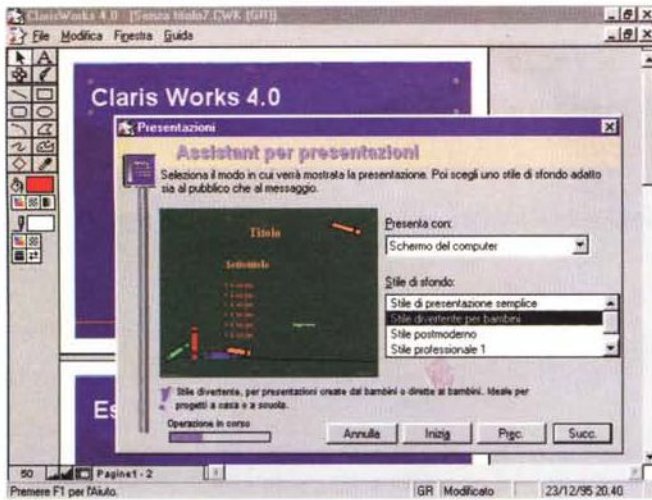 ClarisWorks 4.0 - [Senza titolo7.CWK (GR)]
File Modifica Finestra Guida
Claris Works 4.0
Presentazioni
Assistant per presentazioni
Seleziona il modo in cui verrà mostrata la presentazione. Poi scegli uno stile di sfondo adatto
sia al pubblico che al messaggio.
Titolo
Sottotitolo
Presenta con:
Schermo del computer
Stile di sfondo:
Stile di presentazione semplice
Stile divertente per bambini
Stile postmoderno
Stile professionale 1
Stile divertente, per presentazioni create dai bambini o dirette ai bambini. Ideale per
progetti a casa o a scuola.
Operazione in corso
Annulla Inizia Prec. Succ.
Es
50 Pagine1 - 2
Premere F1 per l'Aiuto. GR Modificato 23/12/95 20.40